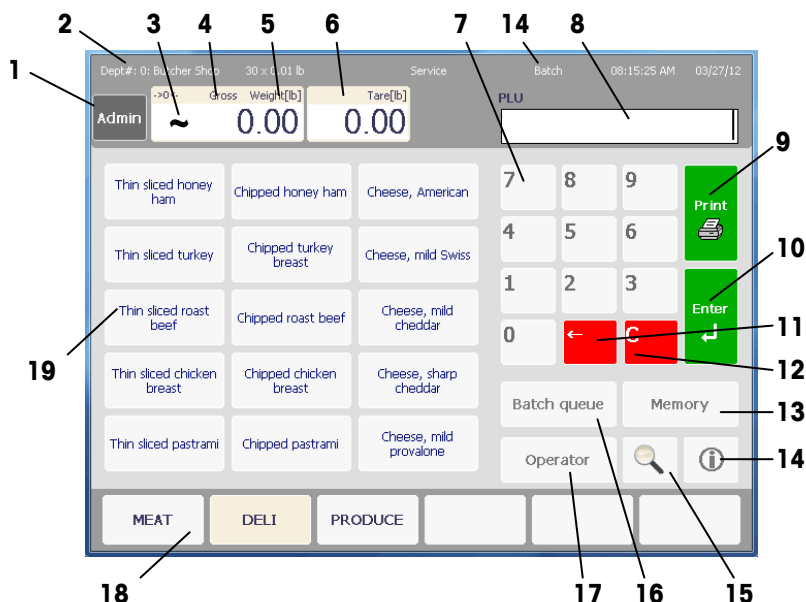 2 3 4 5 6 14 8
1
Dept#: 0: Butcher Shop 30 x 0.01 lb Service Batch 08:15:25 AM 03/27/12
->0<- Gross Weight[lb] Tare[lb] PLU
Admin ~ 0.00 0.00
7
9
Thin sliced honey ham
Chipped honey ham
Cheese, American
7 8 9 Print
Thin sliced turkey
Chipped turkey breast
Cheese, mild Swiss
4 5 6
10
Thin sliced roast beef
Chipped roast beef
Cheese, mild cheddar
1 2 3 Enter
0 ← C ↵
11
19
12
Thin sliced chicken breast
Chipped chicken breast
Cheese, sharp cheddar
Batch queue Memory
13
Thin sliced pastrami
Chipped pastrami
Cheese, mild provalone
Operator
14
MEAT DELI PRODUCE
18 17 16 15